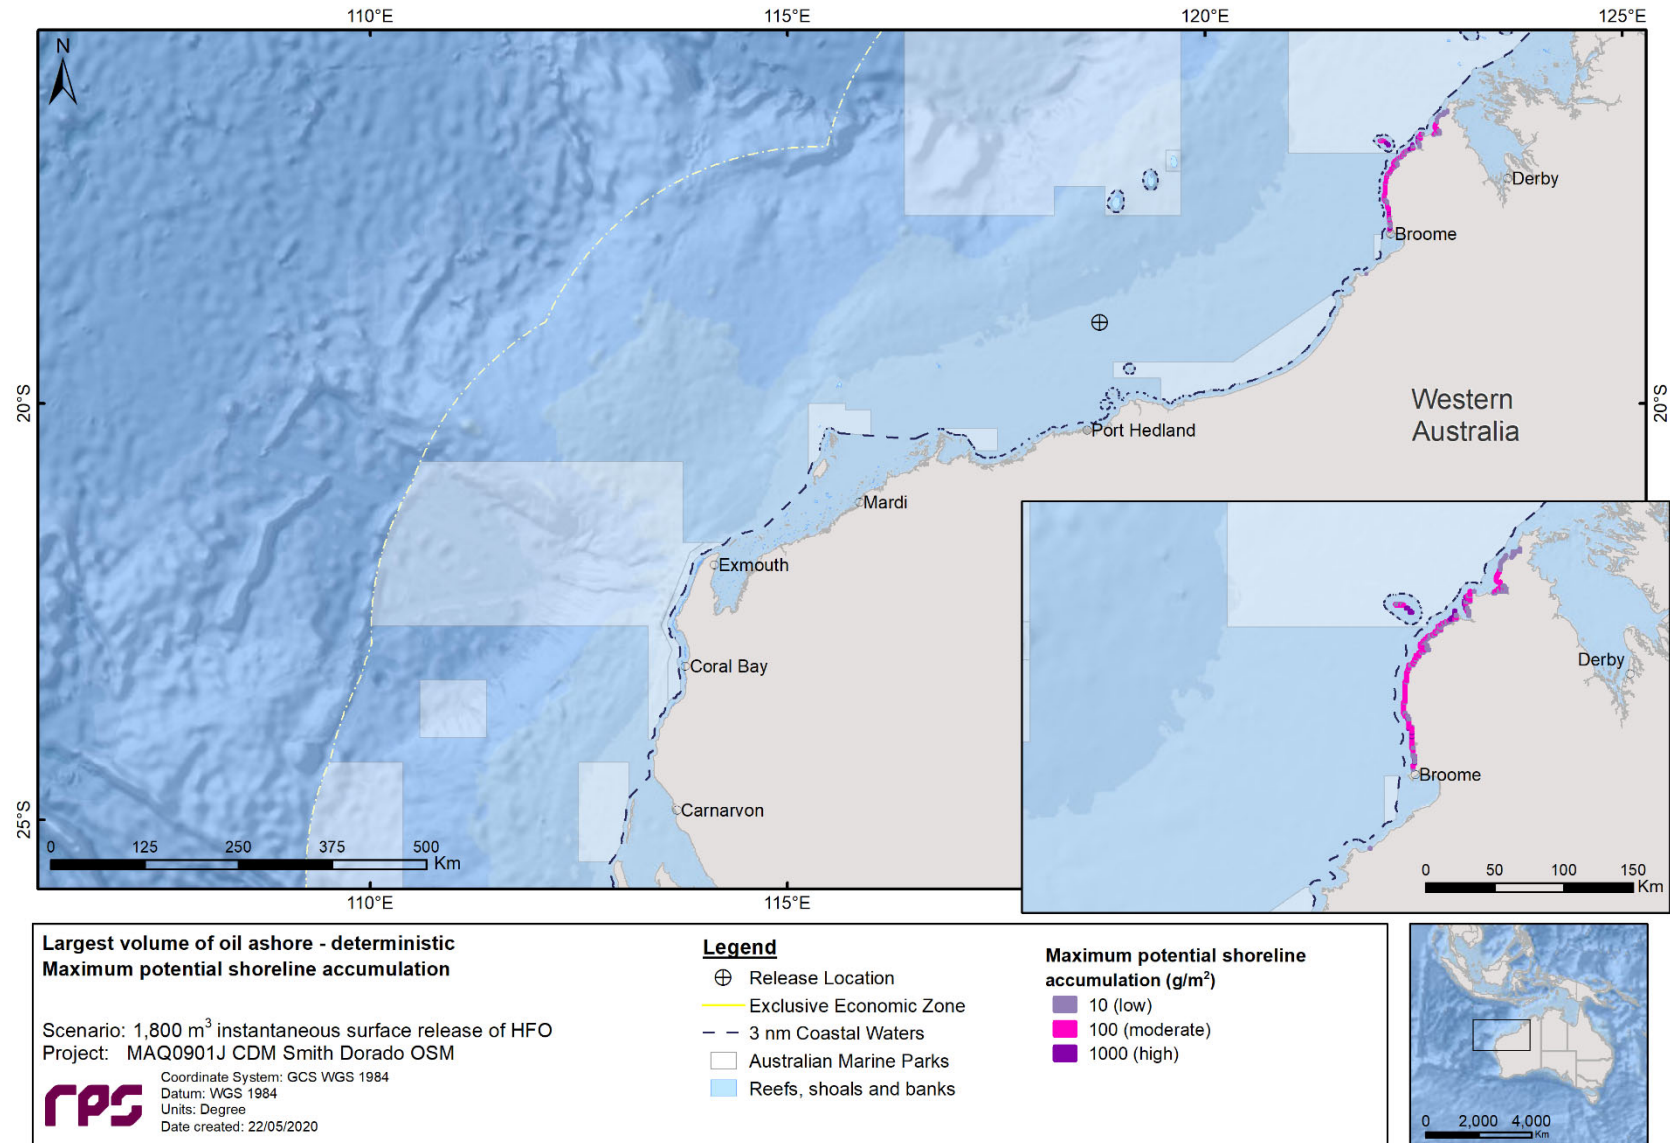 110°E
115°E
120°E
125°E
N
Derby
Broome
20°S
20°S
Western
Australia
Port Hedland
Mardi
Exmouth
Coral Bay
Carnarvon
25°S
0 125 250 375 500
Km
110°E
115°E
Derby
Broome
0 50 100 150
Km
Largest volume of oil ashore - deterministic
Maximum potential shoreline accumulation
Scenario: 1,800 m³ instantaneous surface release of HFO
Project: MAQ0901J CDM Smith Dorado OSM
rps
Coordinate System: GCS WGS 1984
Datum: WGS 1984
Units: Degree
Date created: 22/05/2020
Legend
Release Location
Exclusive Economic Zone
3 nm Coastal Waters
Australian Marine Parks
Reefs, shoals and banks
Maximum potential shoreline
accumulation (g/m²)
10 (low)
100 (moderate)
1000 (high)
0 2,000 4,000
Km